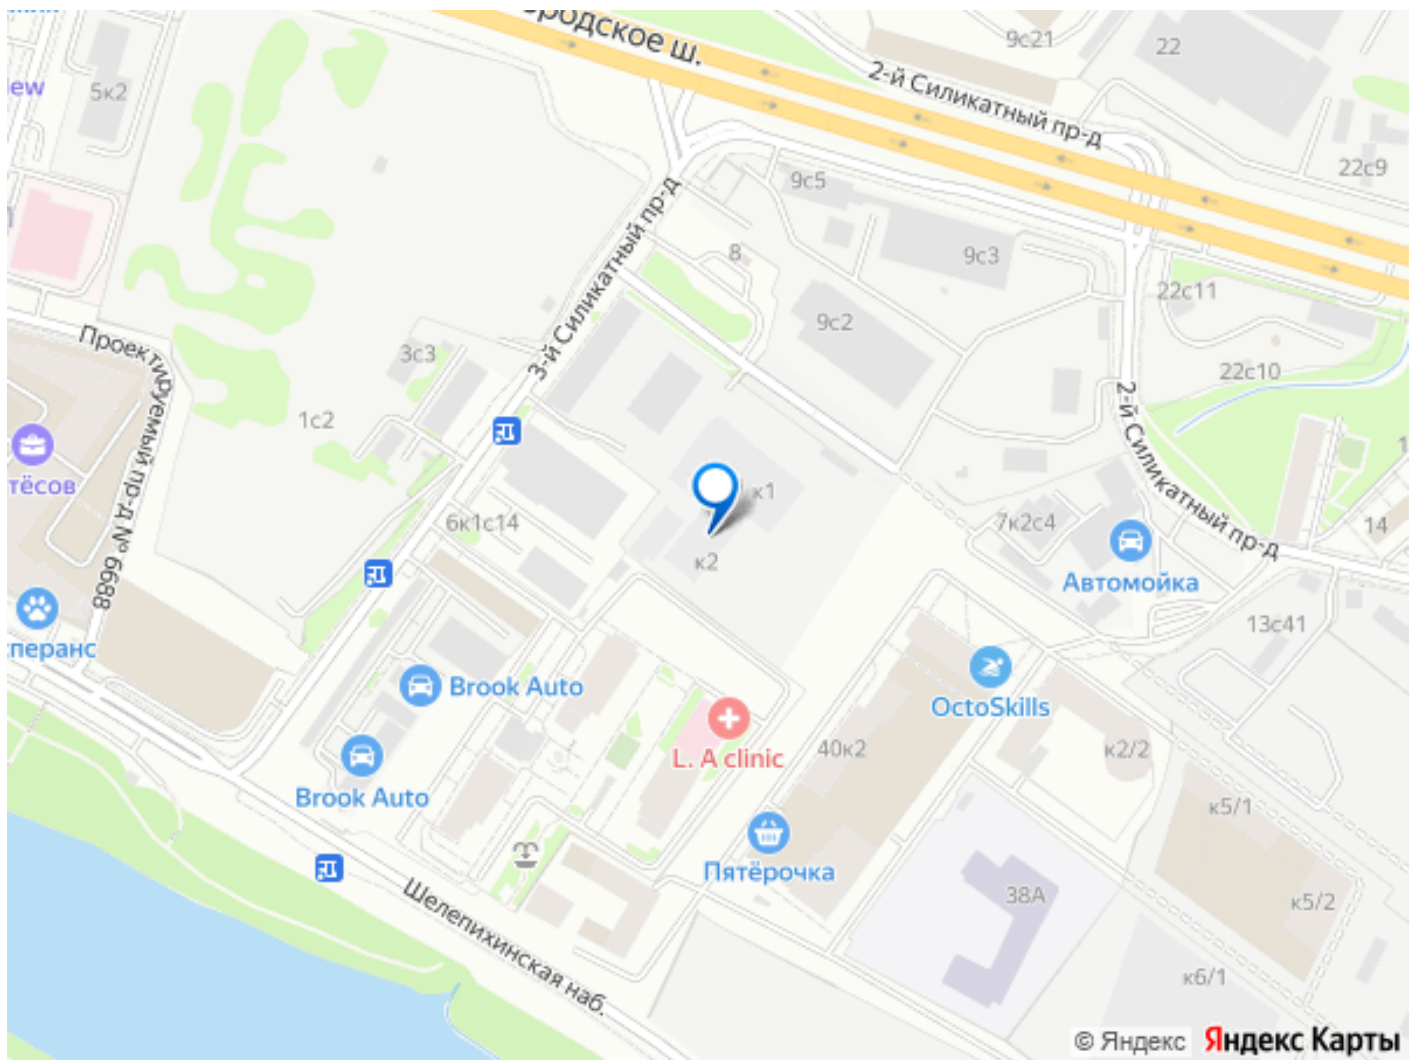 ородское ш.
9с21
22
5к2
ew
2-й Силикатный пр-д
22с9
9с5
3-й Силикатный пр-д
8
9с3
22с11
9с2
Проектируемый пр-д № 6688
3с3
22с10
1с2
2-й Силикатный пр-д
тёсов
к1
6к1с14
7к2с4
14
к2
Автомойка
сперанс
13с41
Brook Auto
OctoSkills
L. A clinic
40к2
к2/2
Brook Auto
к5/1
Пятёрочка
Шелепихинская наб.
38А
к5/2
к6/1
© Яндекс Яндекс Карты